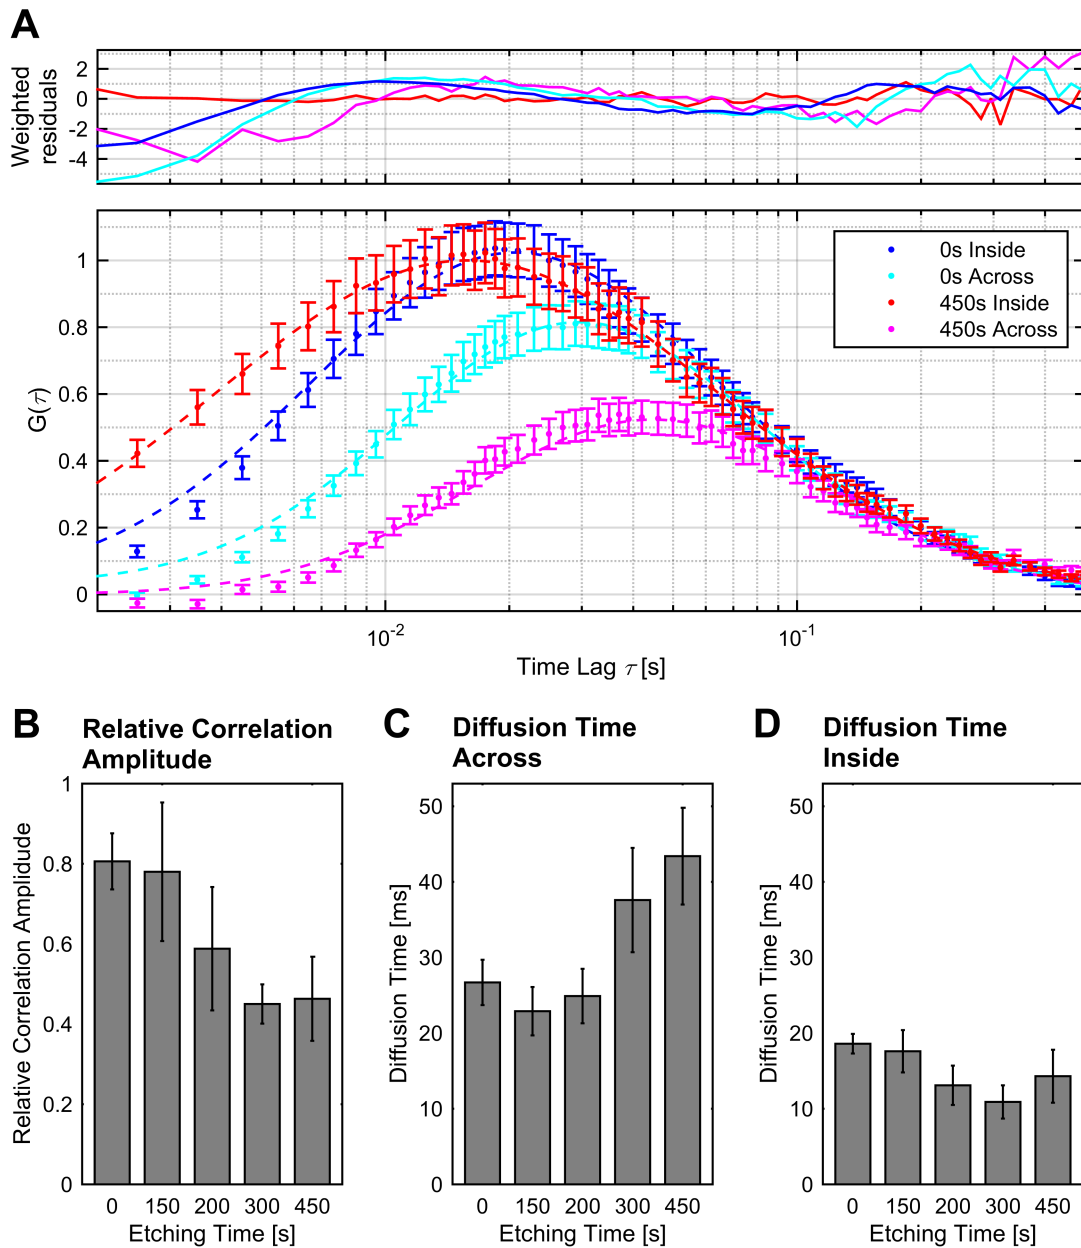 A
Weighted
residuals
2
0
-2
-4
G(τ)
1
0.8
0.6
0.4
0.2
0
0s Inside
0s Across
450s Inside
450s Across
10-2
10-1
Time Lag τ [s]
B
Relative Correlation
Amplitude
Relative Correlation Amplidude
1
0.8
0.6
0.4
0.2
0
0 150 200 300 450
Etching Time [s]
C
Diffusion Time
Across
Diffusion Time [ms]
50
40
30
20
10
0
0 150 200 300 450
Etching Time [s]
D
Diffusion Time
Inside
Diffusion Time [ms]
50
40
30
20
10
0
0 150 200 300 450
Etching Time [s]